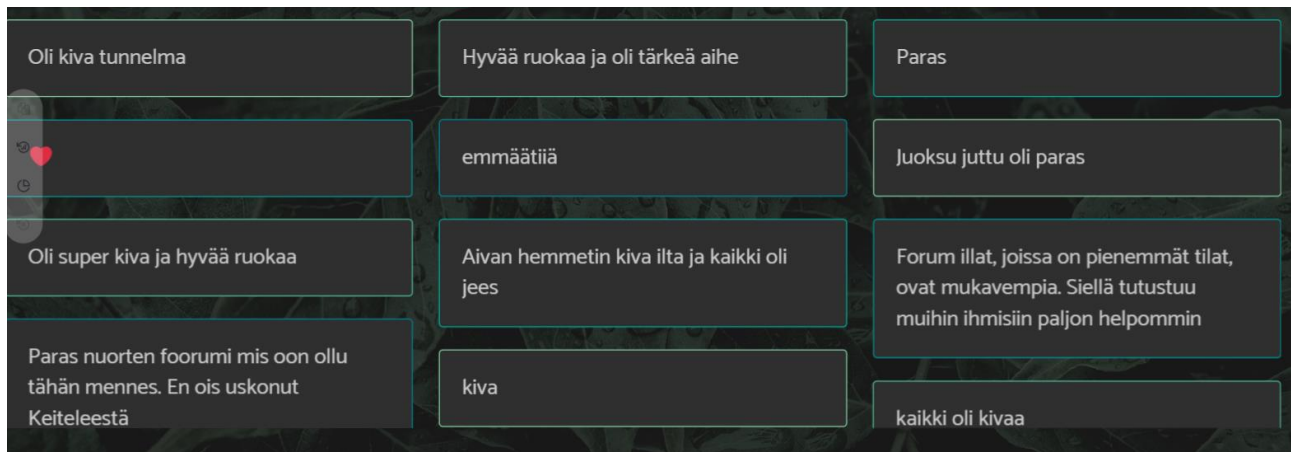 Oli kiva tunnelma
Hyvää ruokaa ja oli tärkeä aihe
Paras
emmäätiiä
Juoksu juttu oli paras
Oli super kiva ja hyvää ruokaa
Aivan hemmetin kiva ilta ja kaikki oli
jees
Forum illat, joissa on pienemmät tilat,
ovat mukavempia. Siellä tutustuu
muihin ihmisiin paljon helpommin
Paras nuorten foorumi mis oon ollu
tähän mennes. En ois uskonut
Keiteleestä
kiva
kaikki oli kivaa